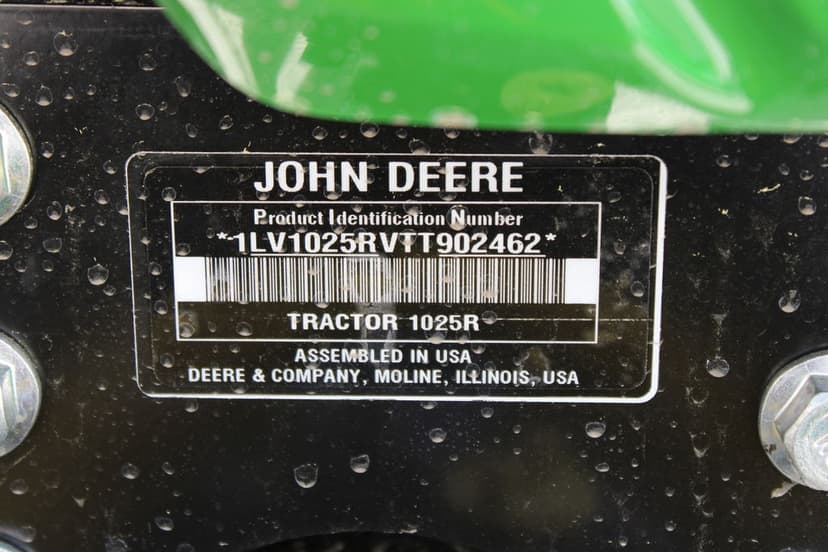 JOHN DEERE
Product Identification Number
*1LV1025RVTT902462*
TRACTOR 1025R
ASSEMBLED IN USA
DEERE & COMPANY, MOLINE, ILLINOIS, USA